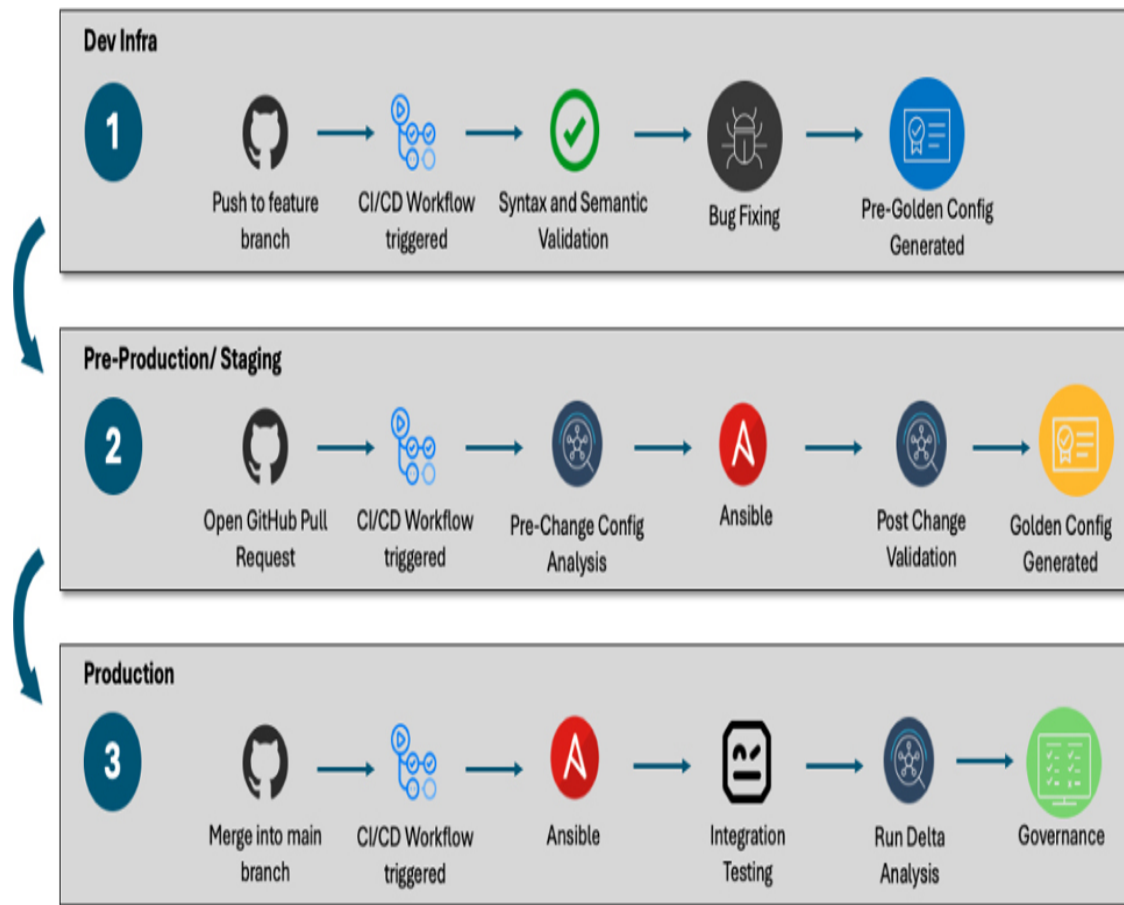 Dev Infra
1
Push to feature
branch
CI/CD Workflow
triggered
Syntax and Semantic
Validation
Bug Fixing
Pre-Golden Config
Generated
Pre-Production/ Staging
2
Open GitHub Pull
Request
CI/CD Workflow
triggered
Pre-Change Config
Analysis
Ansible
Post Change
Validation
Golden Config
Generated
Production
3
Merge into main
branch
CI/CD Workflow
triggered
Ansible
Integration
Testing
Run Delta
Analysis
Governance